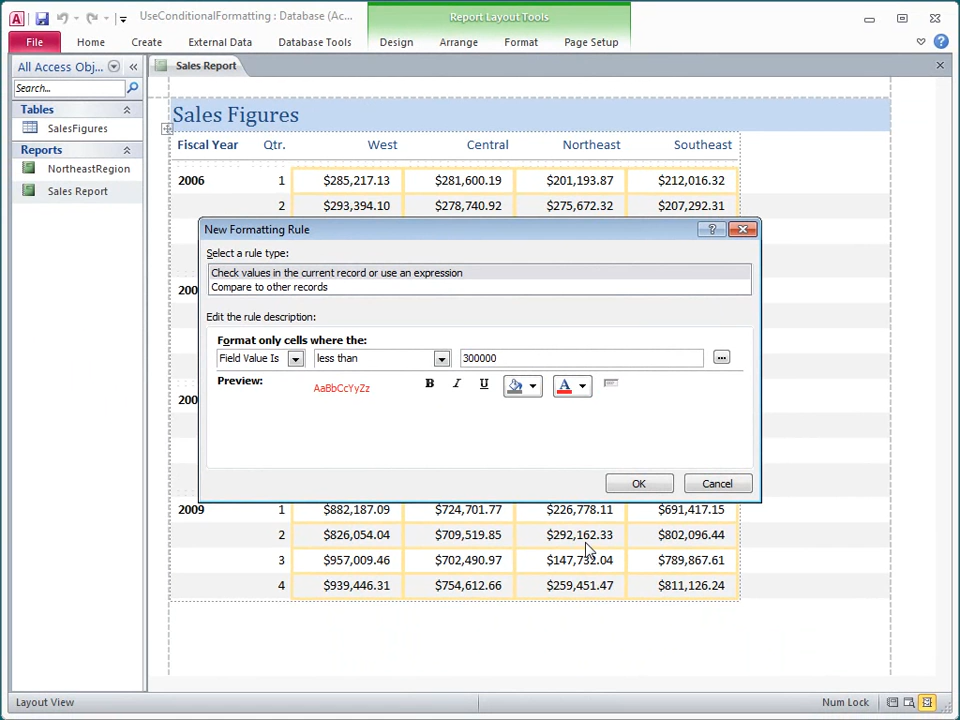 UseConditionalFormatting : Database (Ac...
Report Layout Tools
File Home Create External Data Database Tools Design Arrange Format Page Setup
All Access Obj... «
Search...
Tables
SalesFigures
Reports
NortheastRegion
Sales Report
Sales Report
Sales Figures
Fiscal Year Qtr. West Central Northeast Southeast
2006 1 $285,217.13 $281,600.19 $201,193.87 $212,016.32
2 $293,394.10 $278,740.92 $275,672.32 $207,292.31
200
200
New Formatting Rule
Select a rule type:
Check values in the current record or use an expression
Compare to other records
Edit the rule description:
Format only cells where the:
Field Value Is less than 300000 ...
Preview: AaBbCcYyZz B I U A
OK Cancel
2009 1 $882,187.09 $724,701.77 $226,778.11 $691,417.15
2 $826,054.04 $709,519.85 $292,162.33 $802,096.44
3 $957,009.46 $702,490.97 $147,732.04 $789,867.61
4 $939,446.31 $754,612.66 $259,451.47 $811,126.24
Layout View Num Lock